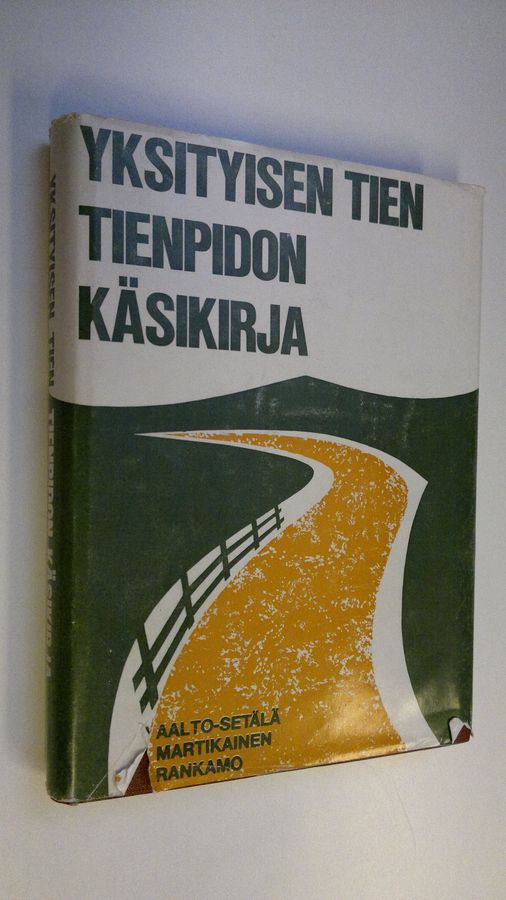 YKSITYISEN TIEN
TIENPIDON
KÄSIKIRJA
AALTO-SETÄLÄ
MARTIKAINEN
RANKAMO
YKSITYISEN TIEN TIENPIDON KÄSIKIRJA